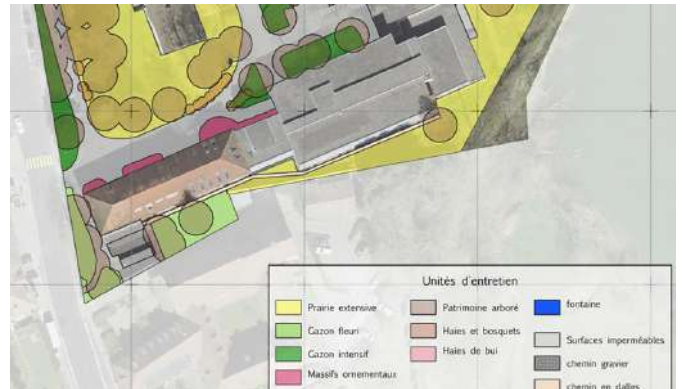 Unités d'entretien
Prairie extensive
Gazon fleuri
Gazon intensif
Massifs ornementaux
Patrimoine arboré
Haies et bosquets
Haies de bui
fontaine
Surfaces imperméables
chemin gravier
chemin en dalles